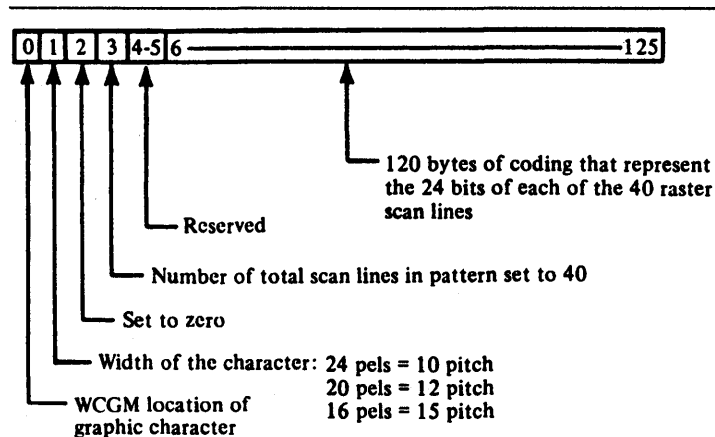 0 1 2 3 4-5 6 125
120 bytes of coding that represent
the 24 bits of each of the 40 raster
scan lines
Reserved
Number of total scan lines in pattern set to 40
Set to zero
Width of the character: 24 pels = 10 pitch
20 pels = 12 pitch
16 pels = 15 pitch
WCGM location of
graphic character